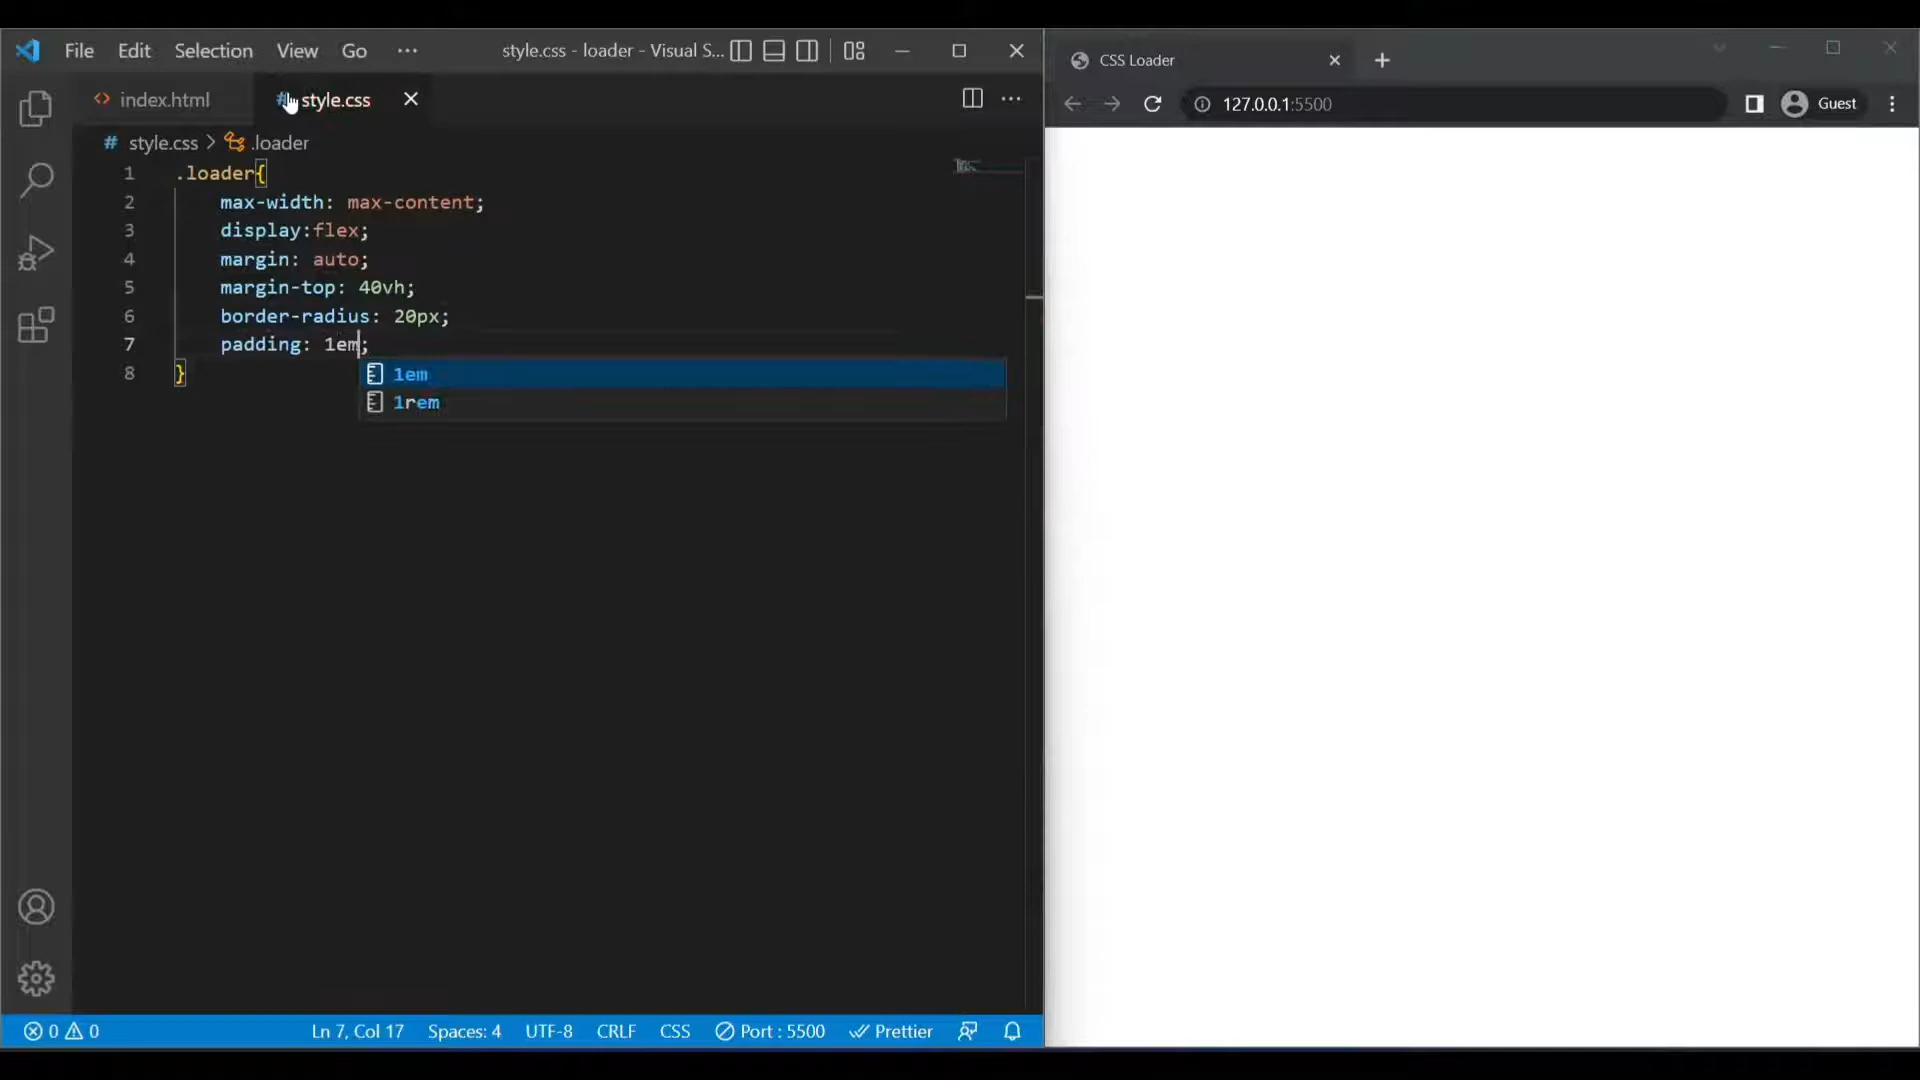 File Edit Selection View Go ··· style.css - loader - Visual S...
index.html
# style.css
# style.css > .loader
1 .loader{
2 max-width: max-content;
3 display:flex;
4 margin: auto;
5 margin-top: 40vh;
6 border-radius: 20px;
7 padding: 1em;
8 }
1em
1rem
0 0 Ln 7, Col 17 Spaces: 4 UTF-8 CRLF CSS Port : 5500 Prettier
CSS Loader
127.0.0.1:5500 Guest